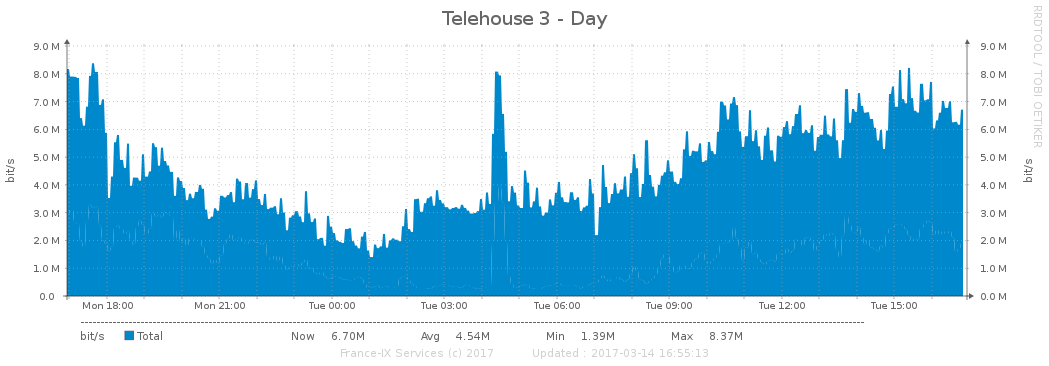 Telehouse 3 - Day
RRDTOOL / TOBI OETIKER
bit/s
bit/s
9.0 M 9.0 M
8.0 M 8.0 M
7.0 M 7.0 M
6.0 M 6.0 M
5.0 M 5.0 M
4.0 M 4.0 M
3.0 M 3.0 M
2.0 M 2.0 M
1.0 M 1.0 M
0.0 0.0 M
Mon 18:00 Mon 21:00 Tue 00:00 Tue 03:00 Tue 06:00 Tue 09:00 Tue 12:00 Tue 15:00
bit/s Total Now 6.70M Avg 4.54M Min 1.39M Max 8.37M
France-IX Services (c) 2017 Updated : 2017-03-14 16:55:13